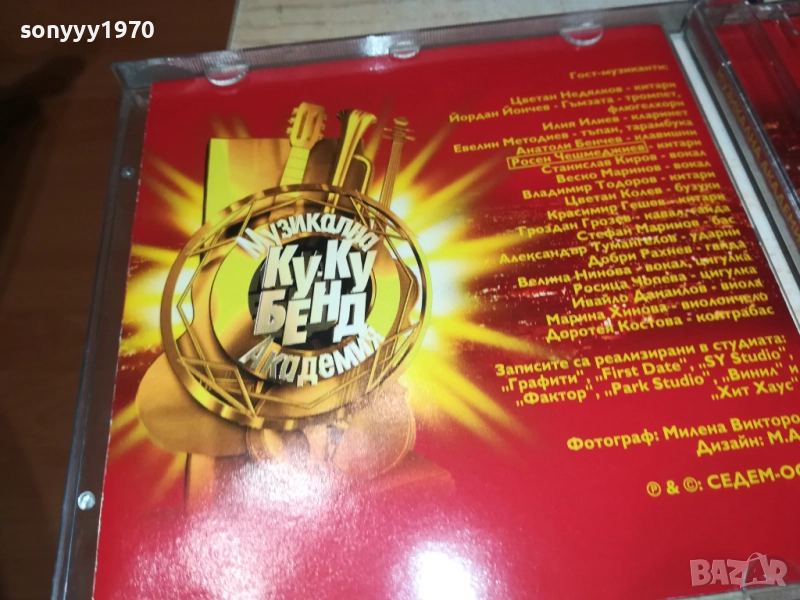 sonyyy1970
Гост-музиканти:
Цветан Недялков - китари
Йордан Йончев - Гъмзата - тромпет,
флюгелхорн
Илия Илиев - кларинет
Евелин Методиев - тъпан, тарамбука
Анатоли Бенчев - клавишни
Росен Чешмеджиев - китари
Станислав Киров - вокал
Веско Маринов - вокал
Владимир Тодоров - китари
Цветан Колев - бузуки
Красимир Гешев - китари
Троздан Грозев - кавал, гайда
Стефан Маринов - бас
Александър Тумангелов - ударни
Добри Рахнев - гайда
Велина Нинова - вокал, цигулка
Росица Чолева - цигулка
Ивайло Данаилов - виола
Марина Хинова - виолончело
Доротея Костова - контрабас
Записите са реализирани в студиата:
„Графити", „First Date", „SY Studio",
„Фактор", „Park Studio", „Винил" и
„Хит Хаус"
Фотограф: Милена Викторо
Дизайн: М.А
℗ & ©: СЕДЕМ-ОС
Музикална
Ку-Ку
БЕНД
Академия
BAZAR